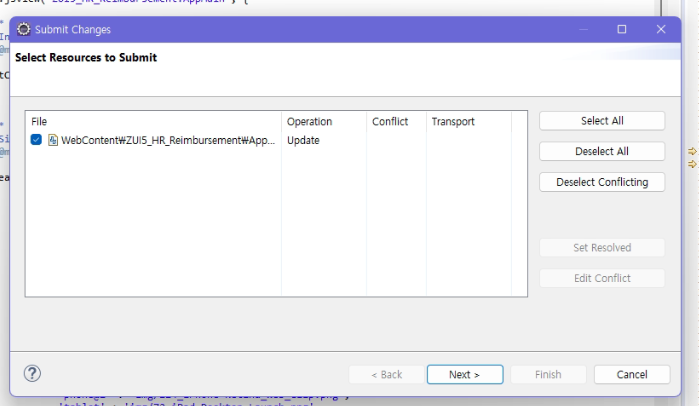 Submit Changes
Select Resources to Submit
File Operation Conflict Transport
WebContent₩ZUI5_HR_Reimbursement₩App... Update
Select All
Deselect All
Deselect Conflicting
Set Resolved
Edit Conflict
< Back Next > Finish Cancel